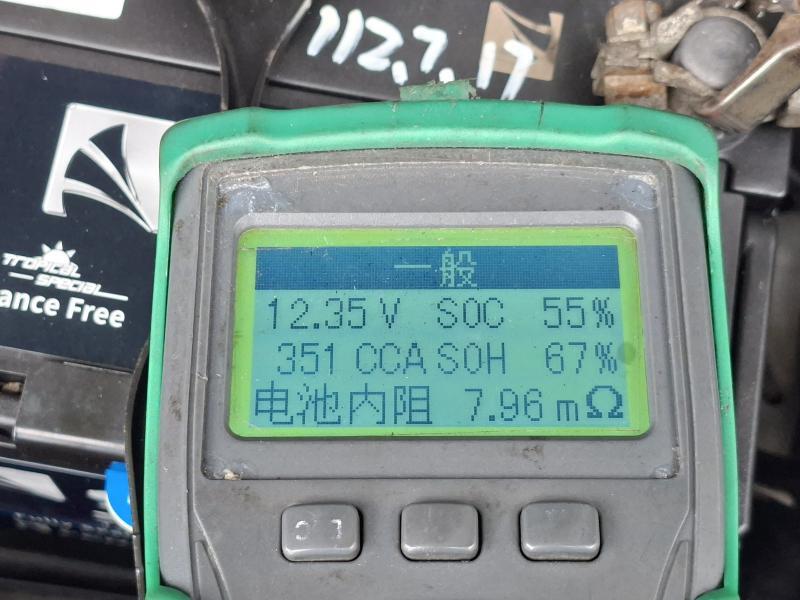 112.7.17
Tropical
SPECIAL
ance Free
一般
12.35 V SOC 55%
351 CCA SOH 67%
电池内阻 7.96 mΩ